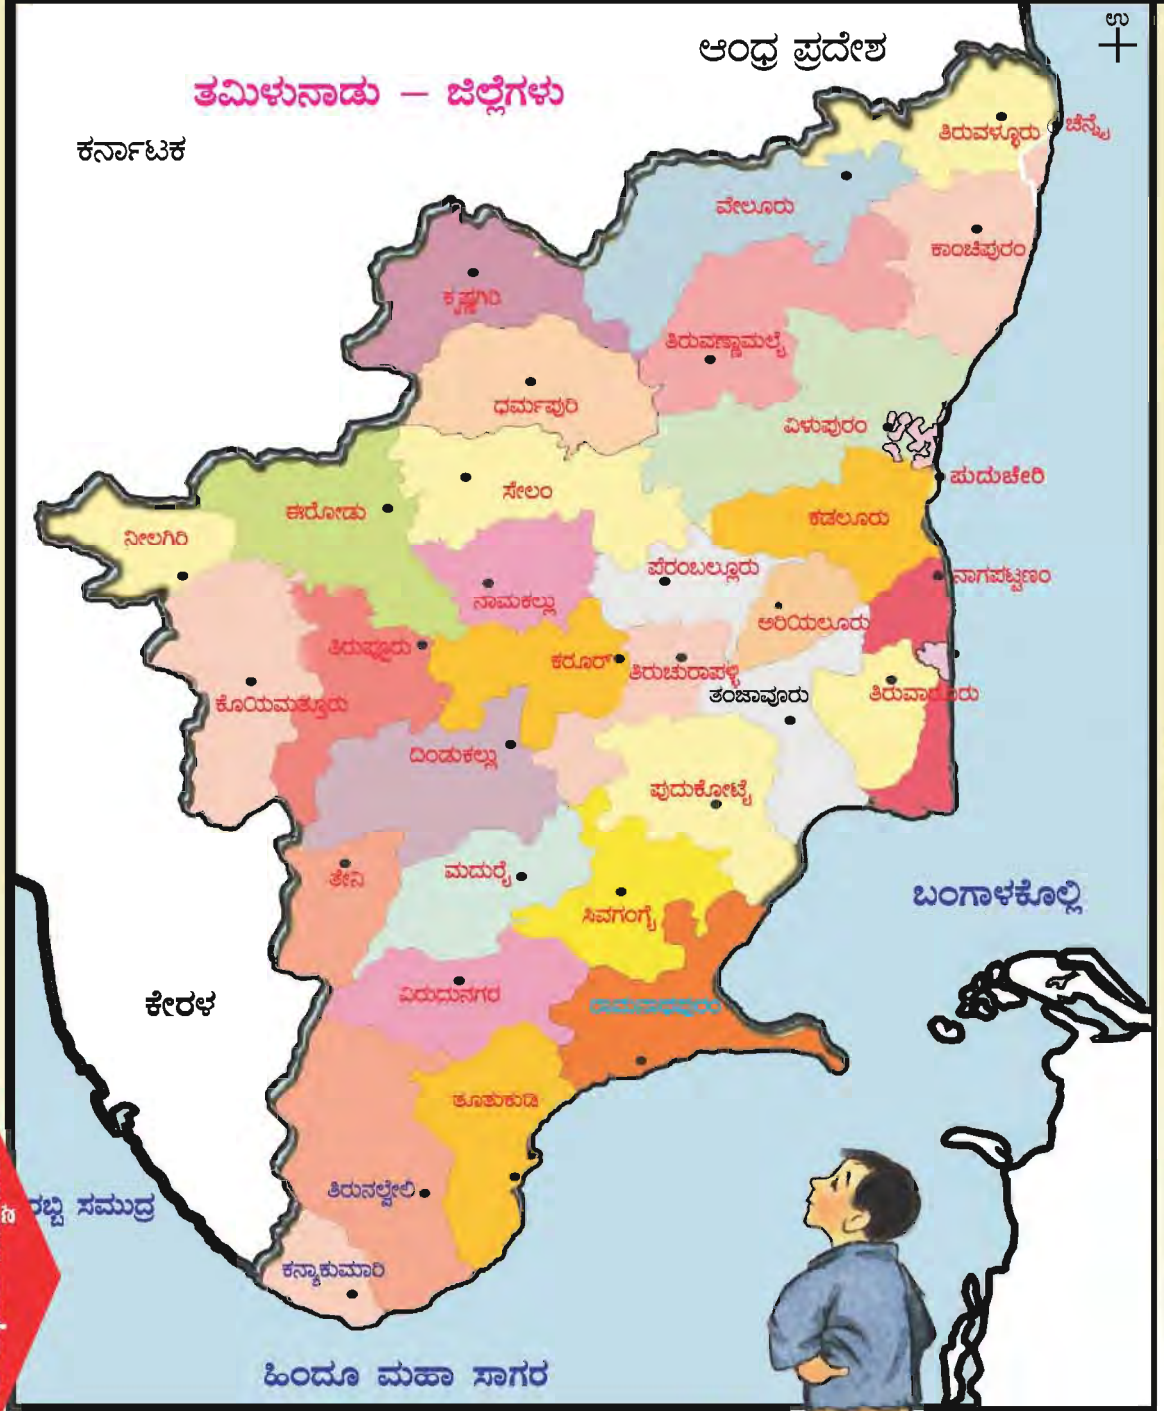 ಉ
ಆಂಧ್ರ ಪ್ರದೇಶ
ತಮಿಳುನಾಡು – ಜಿಲ್ಲೆಗಳು
ಕರ್ನಾಟಕ
ತಿರುವಳ್ಳೂರು
ಚೆನ್ನೈ
ವೇಲೂರು
ಕಾಂಚಿಪುರಂ
ಕೃಷ್ಣಗಿರಿ
ತಿರುವಣ್ಣಾಮಲೈ
ಧರ್ಮಪುರಿ
ವಿಳುಪುರಂ
ಪುದುಚೇರಿ
ಸೇಲಂ
ಈರೋಡು
ಕಡಲೂರು
ನೀಲಗಿರಿ
ಪೆರಂಬಲ್ಲೂರು
ನಾಗಪಟ್ಟಣಂ
ನಾಮಕಲ್ಲು
ಅರಿಯಲೂರು
ತಿರುಪ್ಪೂರು
ಕರೂರ್
ತಿರುಚುರಾಪಳ್ಳಿ
ತಂಜಾವೂರು
ತಿರುವಾರೂರು
ಕೊಯಮತ್ತೂರು
ದಿಂಡುಕಲ್ಲು
ಪುದುಕೋಟೈ
ತೇನಿ
ಮದುರೈ
ಬಂಗಾಳಕೊಲ್ಲಿ
ಸಿವಗಂಗೈ
ಕೇರಳ
ವಿರುದುನಗರ
ರಾಮನಾಥಪುರಂ
ತೂತುಕುಡಿ
ತಿರುನಲ್ವೇಲಿ
ರಬ್ಬಿ ಸಮುದ್ರ
ಕನ್ಯಾಕುಮಾರಿ
ಹಿಂದೂ ಮಹಾ ಸಾಗರ